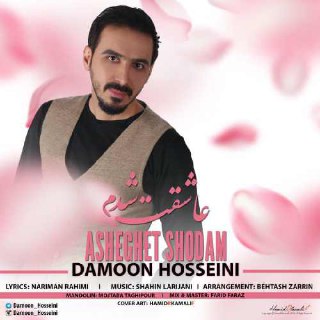 عاشقت شدم
ASHEGHET SHODAM
DAMOON HOSSEINI
LYRICS: NARIMAN RAHIMI I MUSIC: SHAHIN LARIJANI I ARRANGEMENT: BEHTASH ZARRIN
MANDOLIN: MOJTABA TAGHIPOUR I MIX & MASTER: FARID FARAZ
COVER ART: HAMID KAMALII
Damoon_Hosseini
Damoon_Hosseini